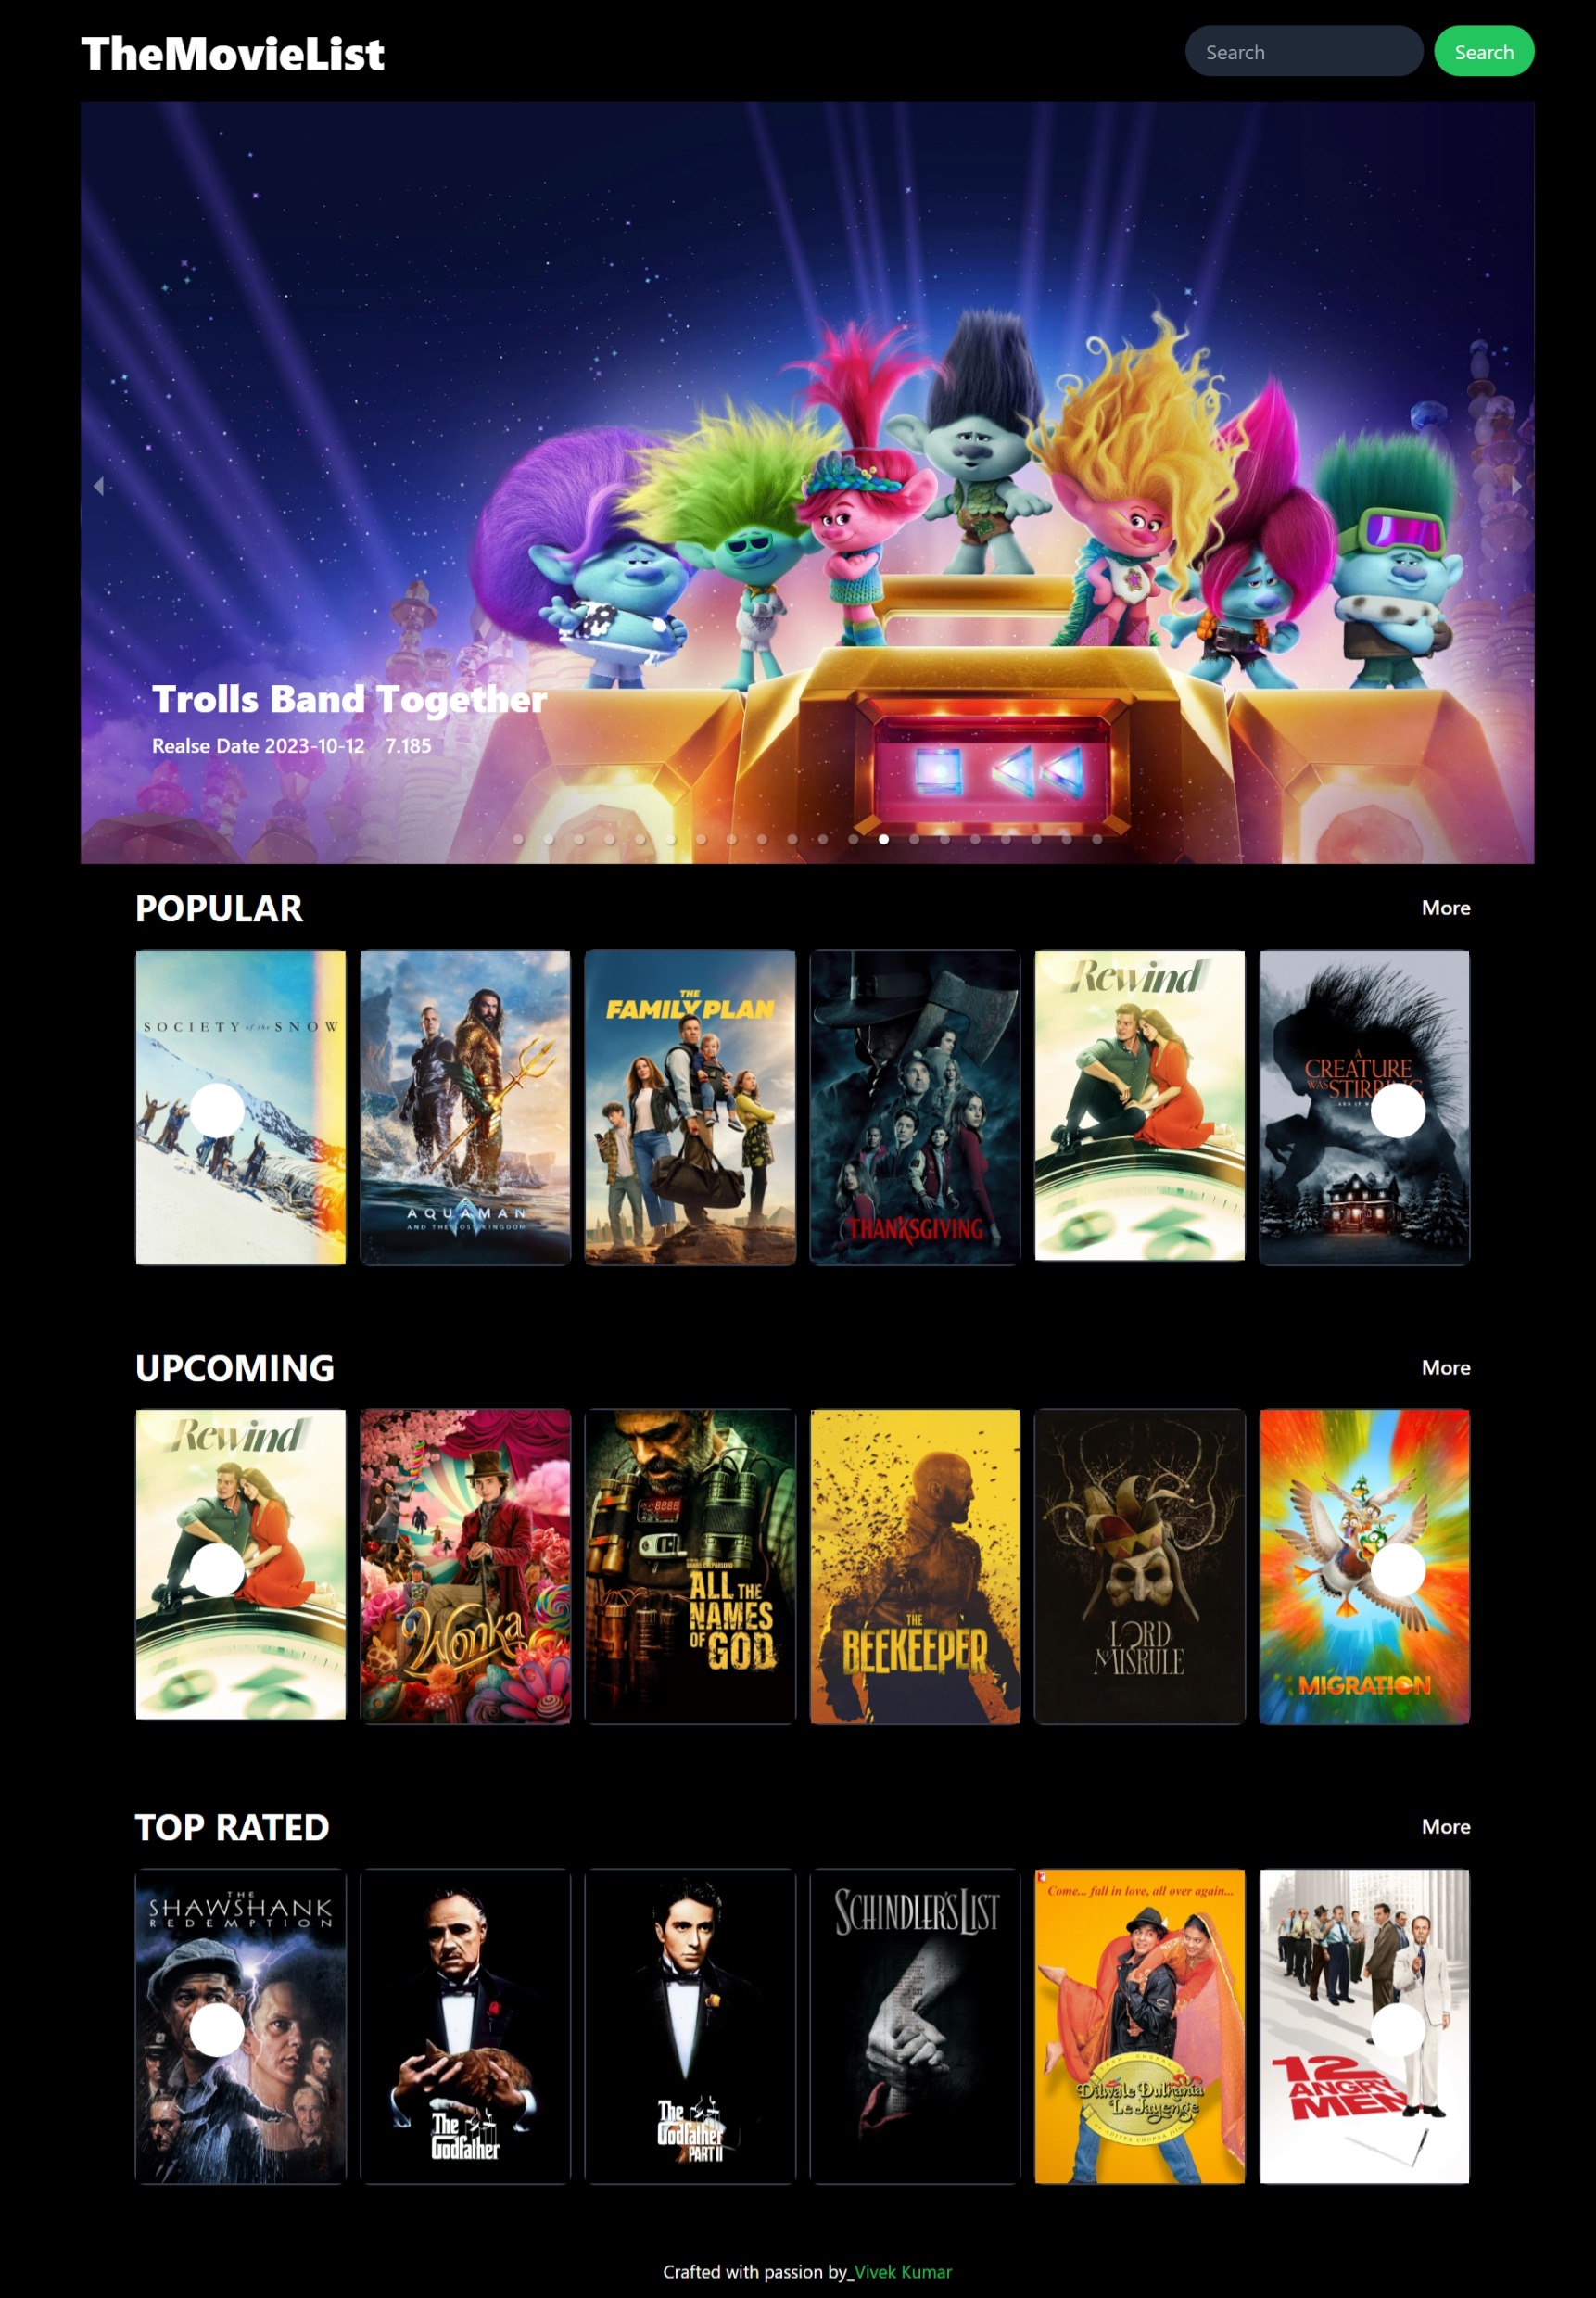 TheMovieList
Search
Search
Trolls Band Together
Realse Date 2023-10-12 7.185
POPULAR
More
SOCIETY of the SNOW
AQUAMAN
AND THE LOST KINGDOM
THE
FAMILY PLAN
THANKSGIVING
Rewind
A
CREATURE
WAS STIRRING
UPCOMING
More
Rewind
Wonka
8888
ALL THE
NAMES
OF GOD
THE
BEEKEEPER
LORD
of MISRULE
MIGRATION
TOP RATED
More
THE
SHAWSHANK
REDEMPTION
The
Godfather
The
Godfather
PART II
SCHINDLER'S LIST
Come... fall in love, all over again...
Dilwale Dulhania
Le Jayenge
12
ANGRY
MEN
Crafted with passion by_Vivek Kumar